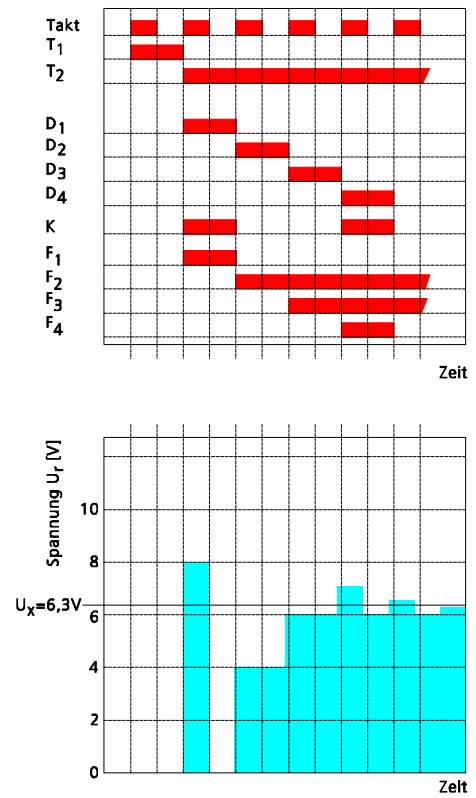 Takt
T1
T2
D1
D2
D3
D4
K
F1
F2
F3
F4
Zeit
Spannung Ur [V]
10
8
Ux=6,3V
6
4
2
0
Zeit